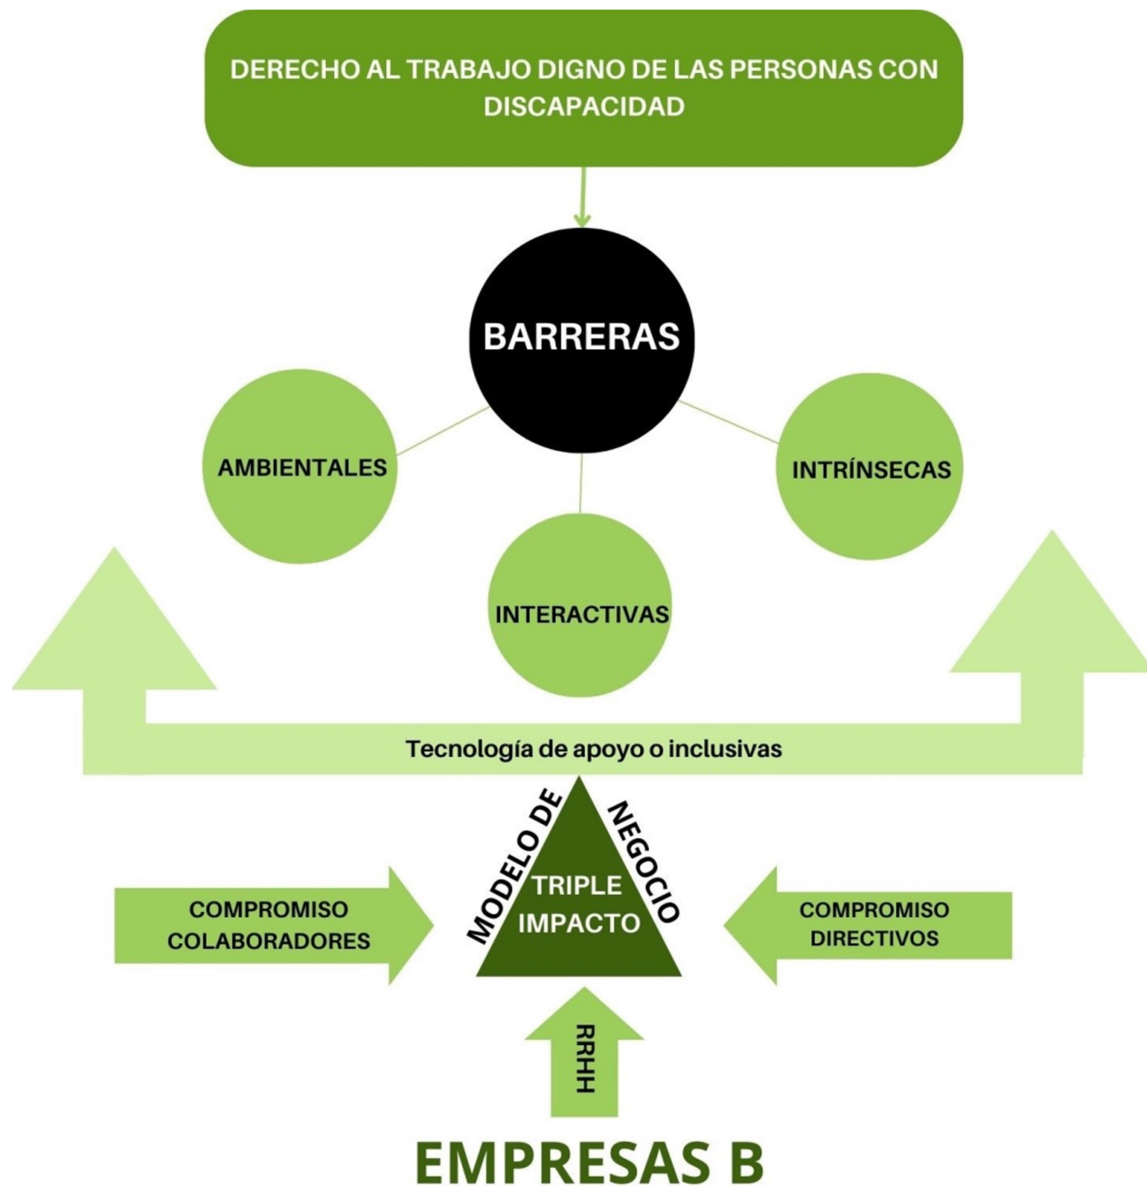 DERECHO AL TRABAJO DIGNO DE LAS PERSONAS CON
DISCAPACIDAD
BARRERAS
AMBIENTALES
INTRÍNSECAS
INTERACTIVAS
Tecnología de apoyo o inclusivas
MODELO DE
NEGOCIO
TRIPLE
IMPACTO
COMPROMISO
COLABORADORES
COMPROMISO
DIRECTIVOS
RRHH
EMPRESAS B